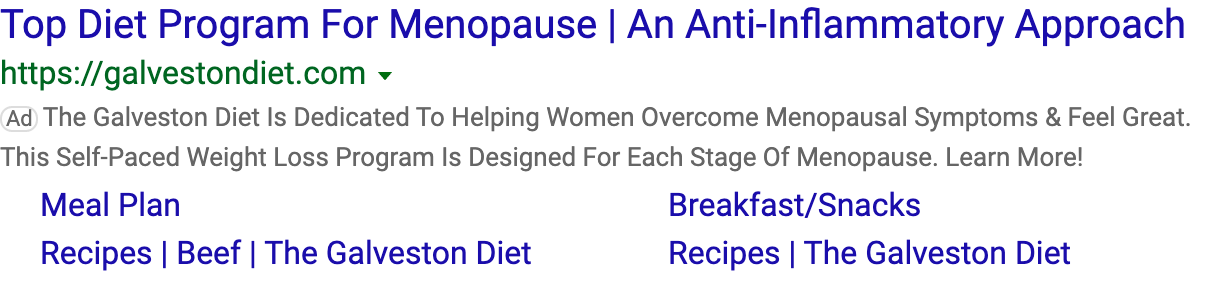 Top Diet Program For Menopause | An Anti-Inflammatory Approach
https://galvestondiet.com
Ad The Galveston Diet Is Dedicated To Helping Women Overcome Menopausal Symptoms & Feel Great.
This Self-Paced Weight Loss Program Is Designed For Each Stage Of Menopause. Learn More!
Meal Plan
Breakfast/Snacks
Recipes | Beef | The Galveston Diet
Recipes | The Galveston Diet